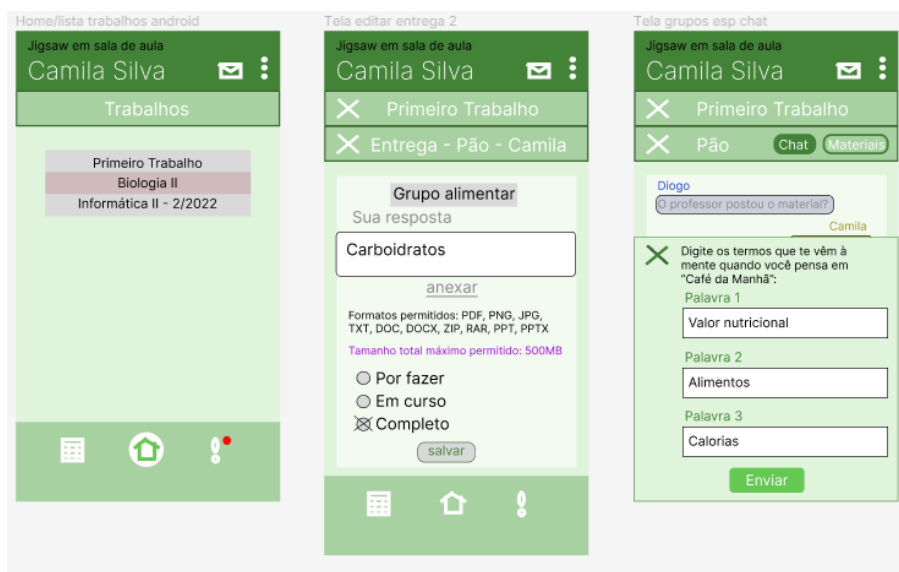 Home/lista trabalhos android
Jigsaw em sala de aula
Camila Silva
Trabalhos
Primeiro Trabalho
Biologia II
Informática II - 2/2022
Tela editar entrega 2
Jigsaw em sala de aula
Camila Silva
Primeiro Trabalho
Entrega - Pão - Camila
Grupo alimentar
Sua resposta
Carboidratos
anexar
Formatos permitidos: PDF, PNG, JPG,
TXT, DOC, DOCX, ZIP, RAR, PPT, PPTX
Tamanho total máximo permitido: 500MB
Por fazer
Em curso
Completo
salvar
Tela grupos esp chat
Jigsaw em sala de aula
Camila Silva
Primeiro Trabalho
Pão Chat Materiais
Diogo
O professor postou o material?
Camila
Digite os termos que te vêm à
mente quando você pensa em
"Café da Manhã":
Palavra 1
Valor nutricional
Palavra 2
Alimentos
Palavra 3
Calorias
Enviar